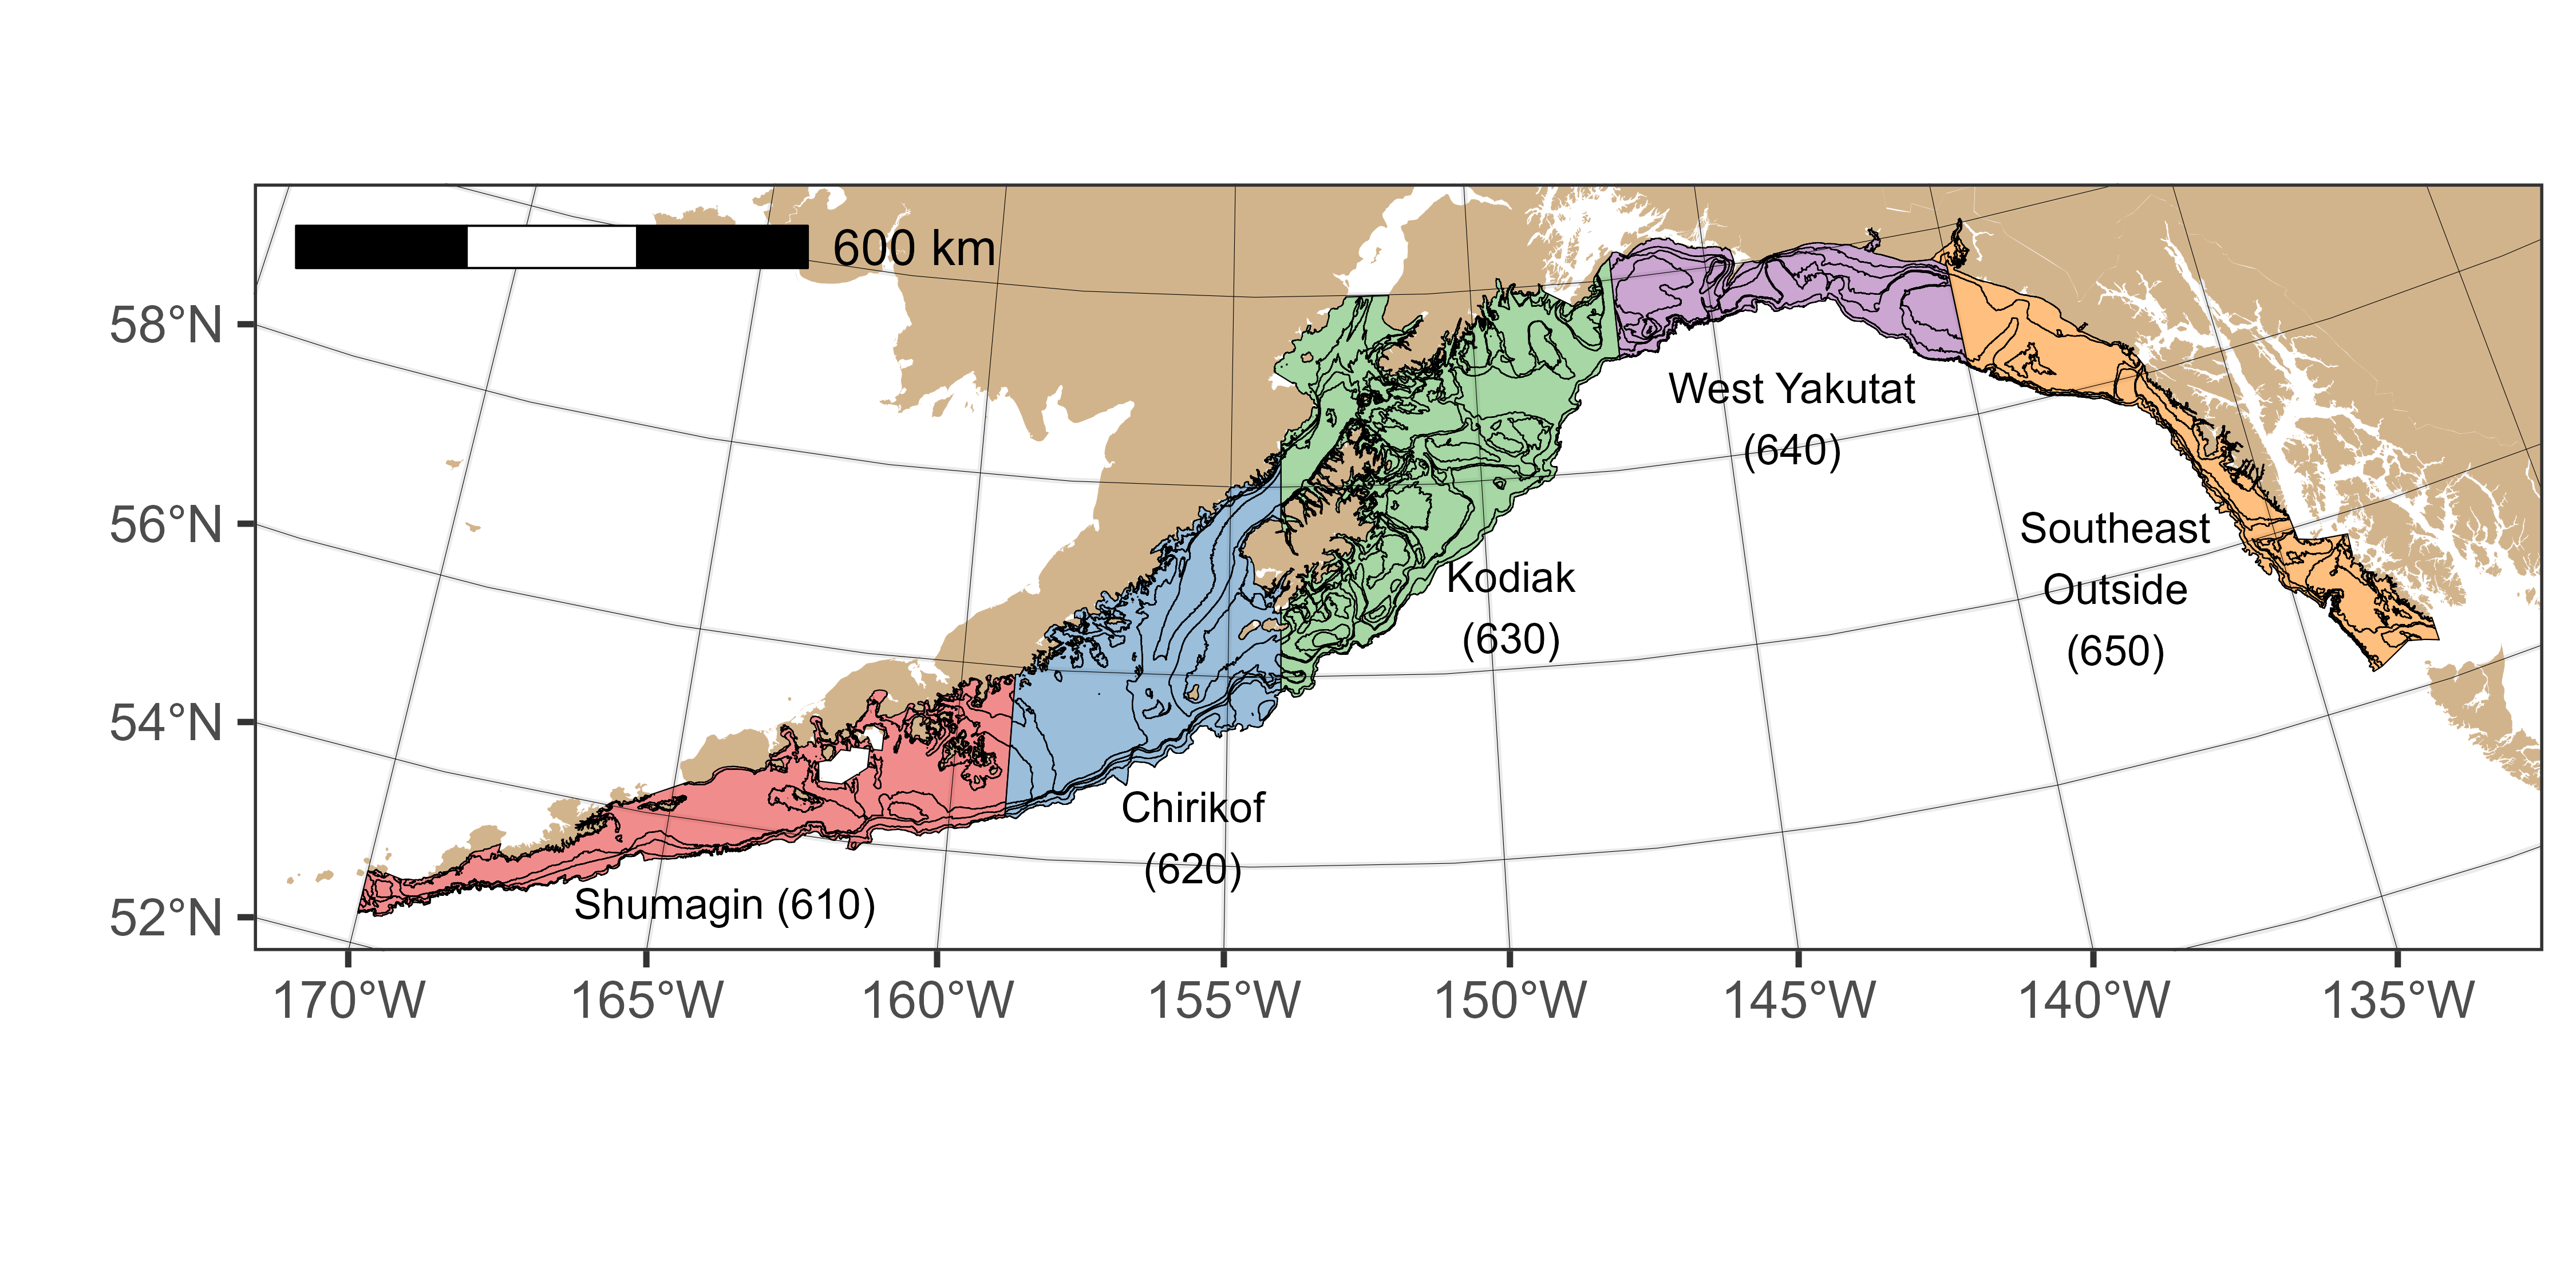 600 km
58°N
56°N
54°N
52°N
West Yakutat
(640)
Southeast
Outside
(650)
Kodiak
(630)
Chirikof
(620)
Shumagin (610)
170°W
165°W
160°W
155°W
150°W
145°W
140°W
135°W